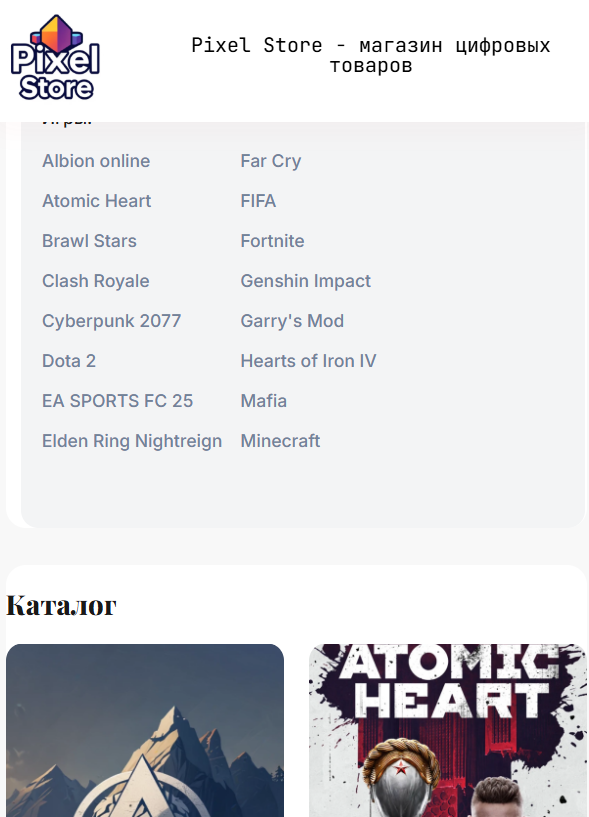 Pixel
Store
Pixel Store - магазин цифровых
товаров
Игры:
Albion online
Atomic Heart
Brawl Stars
Clash Royale
Cyberpunk 2077
Dota 2
EA SPORTS FC 25
Elden Ring Nightreign
Far Cry
FIFA
Fortnite
Genshin Impact
Garry's Mod
Hearts of Iron IV
Mafia
Minecraft
Каталог
ATOMIC
HEART